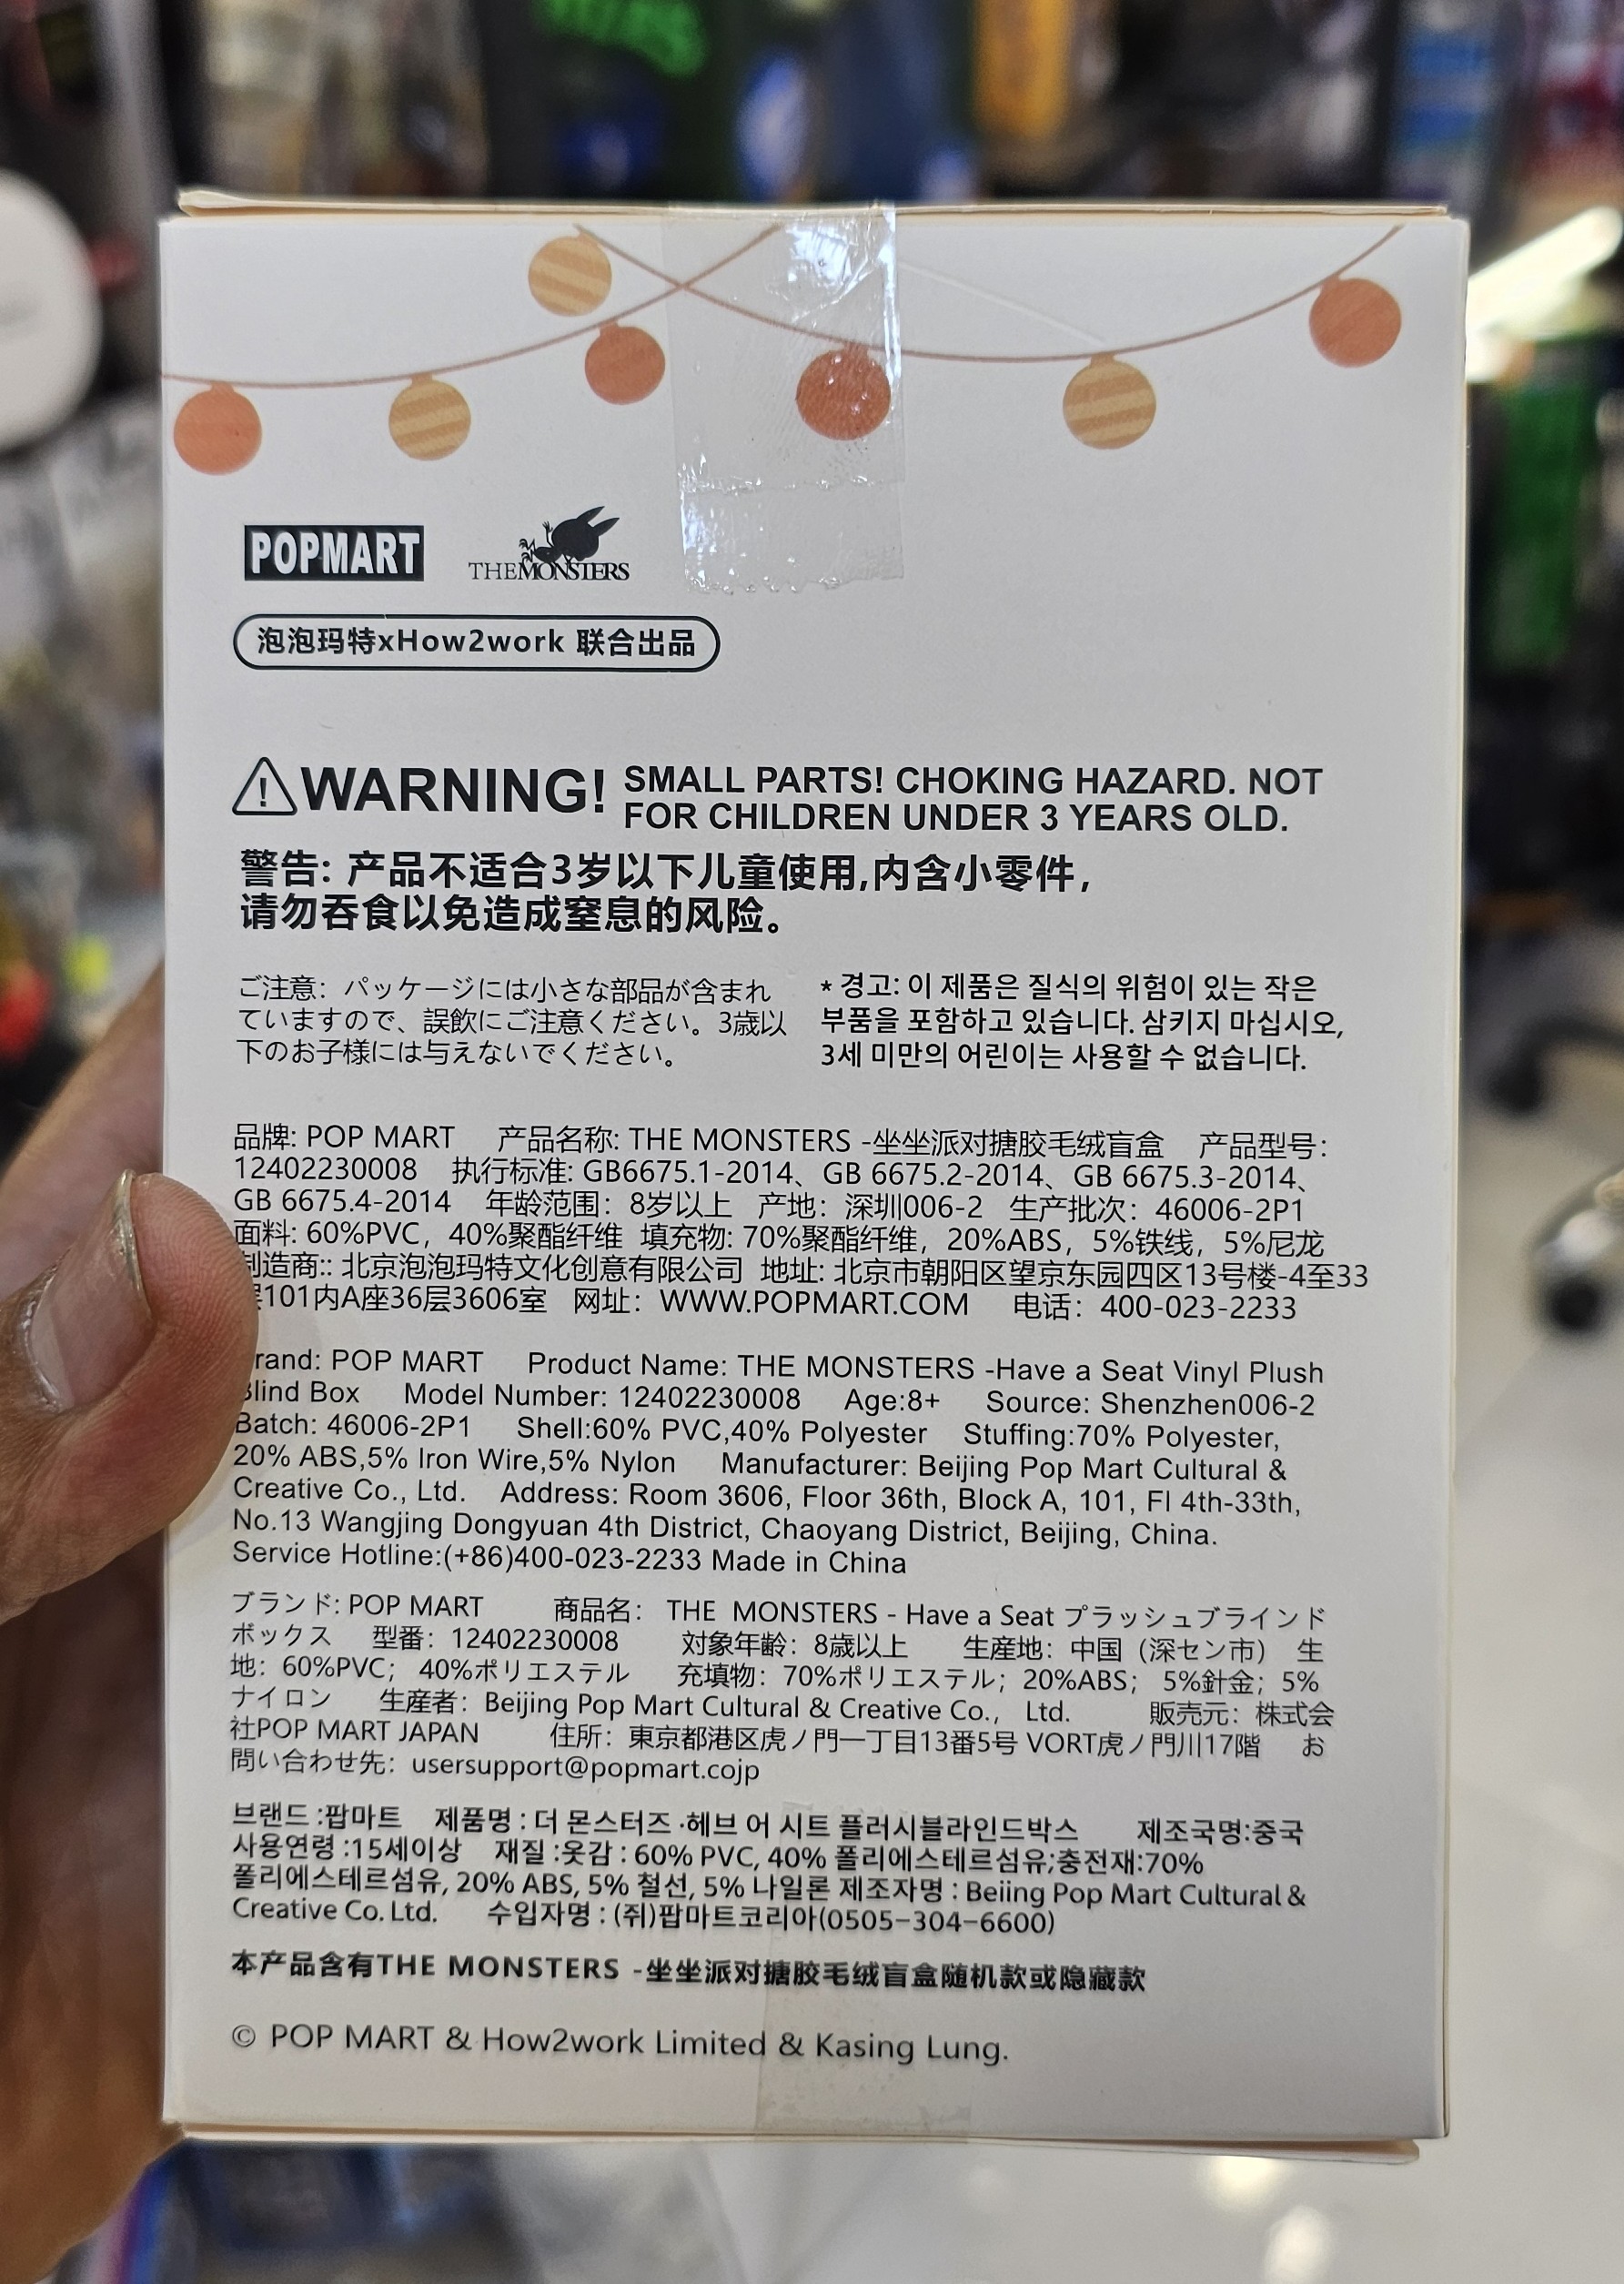 POPMART
THE MONSTERS
泡泡玛特xHow2work 联合出品
WARNING! SMALL PARTS! CHOKING HAZARD. NOT
FOR CHILDREN UNDER 3 YEARS OLD.
警告: 产品不适合3岁以下儿童使用,内含小零件,
请勿吞食以免造成窒息的风险。
ご注意: パッケージには小さな部品が含まれ
ていますので、誤飲にご注意ください。3歳以
下のお子様には与えないでください。
* 경고: 이 제품은 질식의 위험이 있는 작은
부품을 포함하고 있습니다. 삼키지 마십시오,
3세 미만의 어린이는 사용할 수 없습니다.
品牌: POP MART 产品名称: THE MONSTERS -坐坐派对搪胶毛绒盲盒 产品型号:
12402230008 执行标准: GB6675.1-2014、GB 6675.2-2014、GB 6675.3-2014、
GB 6675.4-2014 年龄范围: 8岁以上 产地: 深圳006-2 生产批次: 46006-2P1
面料: 60%PVC, 40%聚酯纤维 填充物: 70%聚酯纤维, 20%ABS, 5%铁线, 5%尼龙
制造商:: 北京泡泡玛特文化创意有限公司 地址: 北京市朝阳区望京东园四区13号楼-4至33
层101内A座36层3606室 网址: WWW.POPMART.COM 电话: 400-023-2233
rand: POP MART Product Name: THE MONSTERS -Have a Seat Vinyl Plush
Blind Box Model Number: 12402230008 Age:8+ Source: Shenzhen006-2
Batch: 46006-2P1 Shell:60% PVC,40% Polyester Stuffing:70% Polyester,
20% ABS,5% Iron Wire,5% Nylon Manufacturer: Beijing Pop Mart Cultural &
Creative Co., Ltd. Address: Room 3606, Floor 36th, Block A, 101, Fl 4th-33th,
No.13 Wangjing Dongyuan 4th District, Chaoyang District, Beijing, China.
Service Hotline:(+86)400-023-2233 Made in China
ブランド: POP MART 商品名: THE MONSTERS - Have a Seat プラッシュブラインド
ボックス 型番: 12402230008 対象年齢: 8歳以上 生産地: 中国（深セン市） 生
地: 60%PVC; 40%ポリエステル 充填物: 70%ポリエステル; 20%ABS; 5%針金; 5%
ナイロン 生産者: Beijing Pop Mart Cultural & Creative Co., Ltd. 販売元: 株式会
社POP MART JAPAN 住所: 東京都港区虎ノ門一丁目13番5号 VORT虎ノ門川17階 お
問い合わせ先: usersupport@popmart.cojp
브랜드 :팝마트 제품명 : 더 몬스터즈 ·헤브 어 시트 플러시블라인드박스 제조국명:중국
사용연령 :15세이상 재질 :옷감 : 60% PVC, 40% 폴리에스테르섬유;충전재:70%
폴리에스테르섬유, 20% ABS, 5% 철선, 5% 나일론 제조자명 : Beiing Pop Mart Cultural &
Creative Co. Ltd. 수입자명 : (쥐)팝마트코리아(0505-304-6600)
本产品含有THE MONSTERS -坐坐派对搪胶毛绒盲盒随机款或隐藏款
© POP MART & How2work Limited & Kasing Lung.